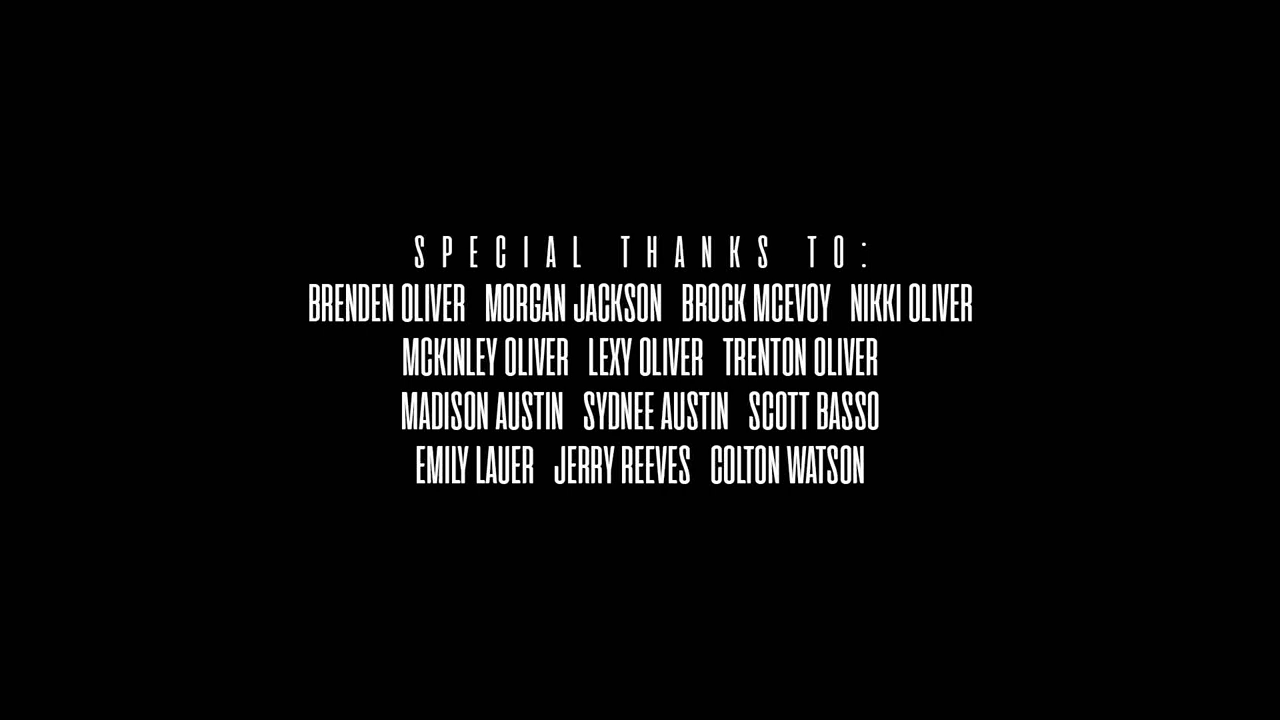 SPECIAL THANKS TO:
BRENDEN OLIVER MORGAN JACKSON BROCK MCEVOY NIKKI OLIVER
MCKINLEY OLIVER LEXY OLIVER TRENTON OLIVER
MADISON AUSTIN SYDNEE AUSTIN SCOTT BASSO
EMILY LAUER JERRY REEVES COLTON WATSON